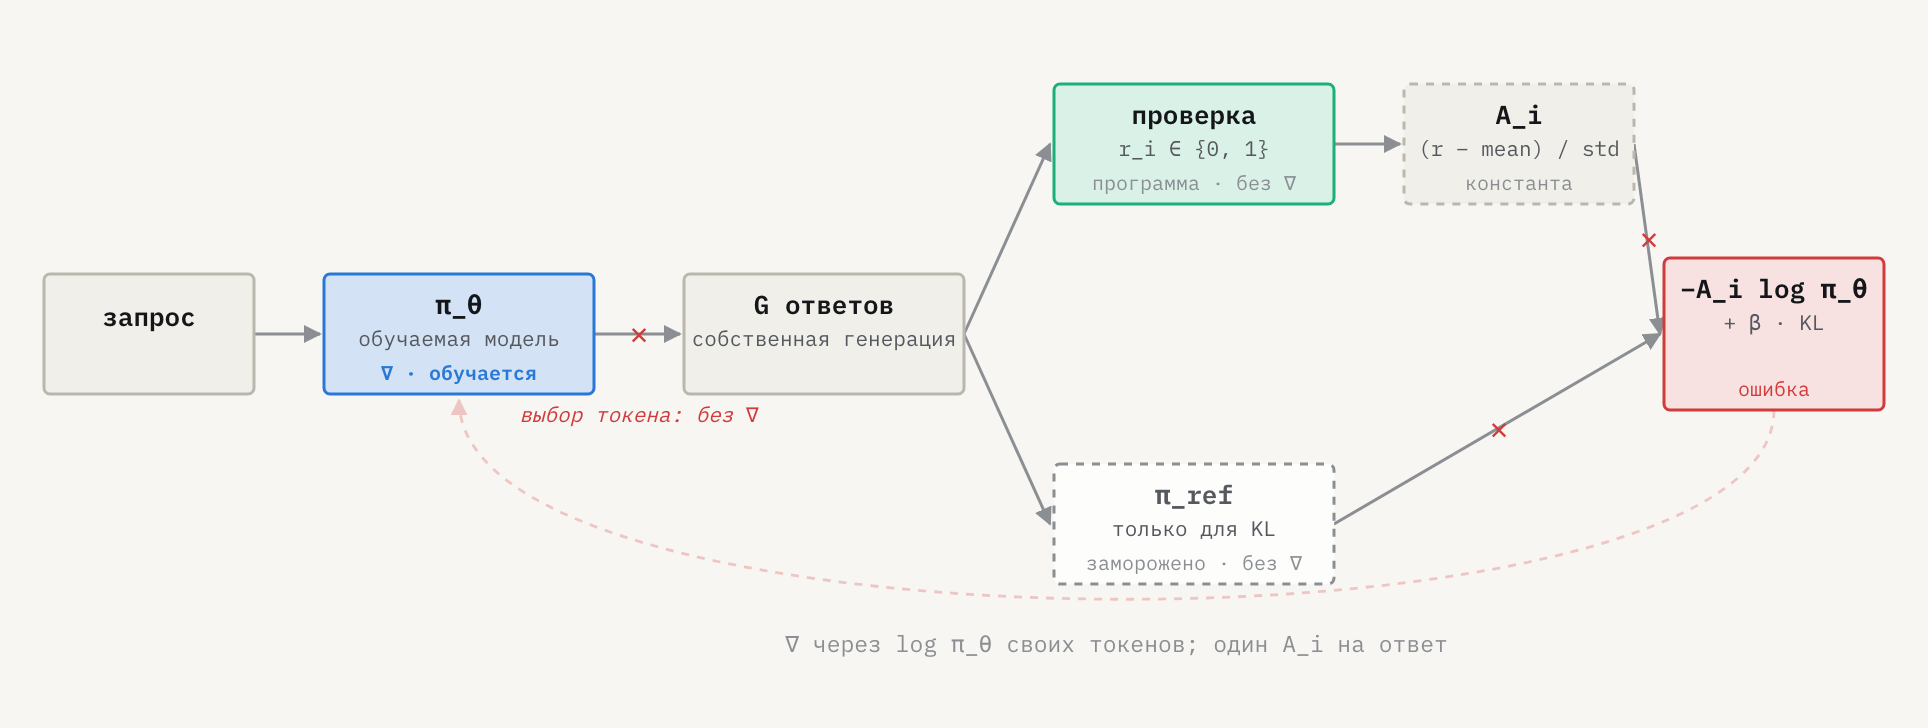 запрос
π_θ
обучаемая модель
∇ · обучается
выбор токена: без ∇
G ответов
собственная генерация
проверка
r_i ∈ {0, 1}
программа · без ∇
A_i
(r − mean) / std
константа
π_ref
только для KL
заморожено · без ∇
−A_i log π_θ
+ β · KL
ошибка
∇ через log π_θ своих токенов; один A_i на ответ